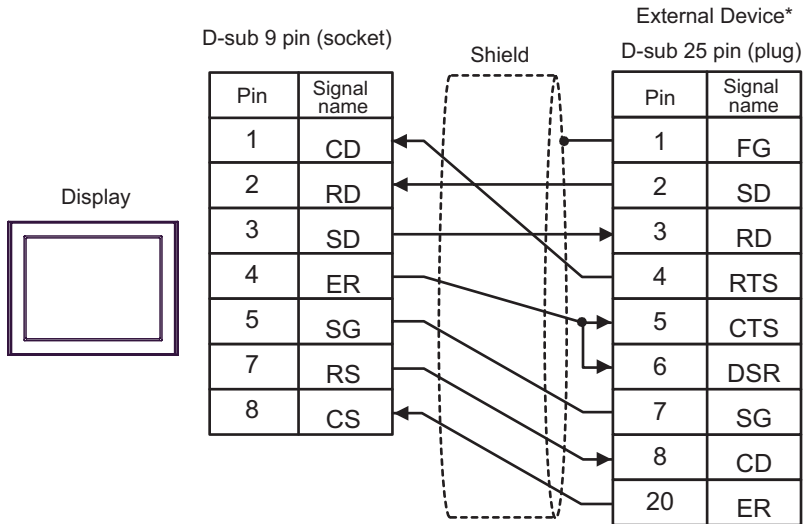 External Device*
D-sub 9 pin (socket)
Shield
D-sub 25 pin (plug)
Pin Signal name
Pin Signal name
1 CD
1 FG
2 RD
2 SD
Display
3 SD
3 RD
4 ER
4 RTS
5 SG
5 CTS
7 RS
6 DSR
8 CS
7 SG
8 CD
20 ER